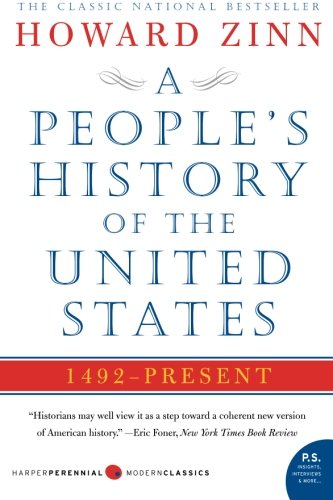 THE CLASSIC NATIONAL BESTSELLER
HOWARD ZINN
A
PEOPLE'S
HISTORY
OF THE
UNITED
STATES
1492–PRESENT
"Historians may well view it as a step toward a coherent new version
of American history."—Eric Foner, New York Times Book Review
HARPERPERENNIAL MODERNCLASSICS
P.S.
INSIGHTS,
INTERVIEWS
& MORE...